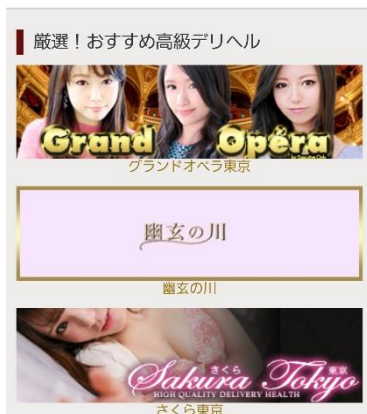 厳選！おすすめ高級デリヘル
Grand Opéra
グランドオペラ東京
幽玄の川
幽玄の川
さくら 東京
Sakura Tokyo
HIGH QUALITY DELIVERY HEALTH
さくら東京